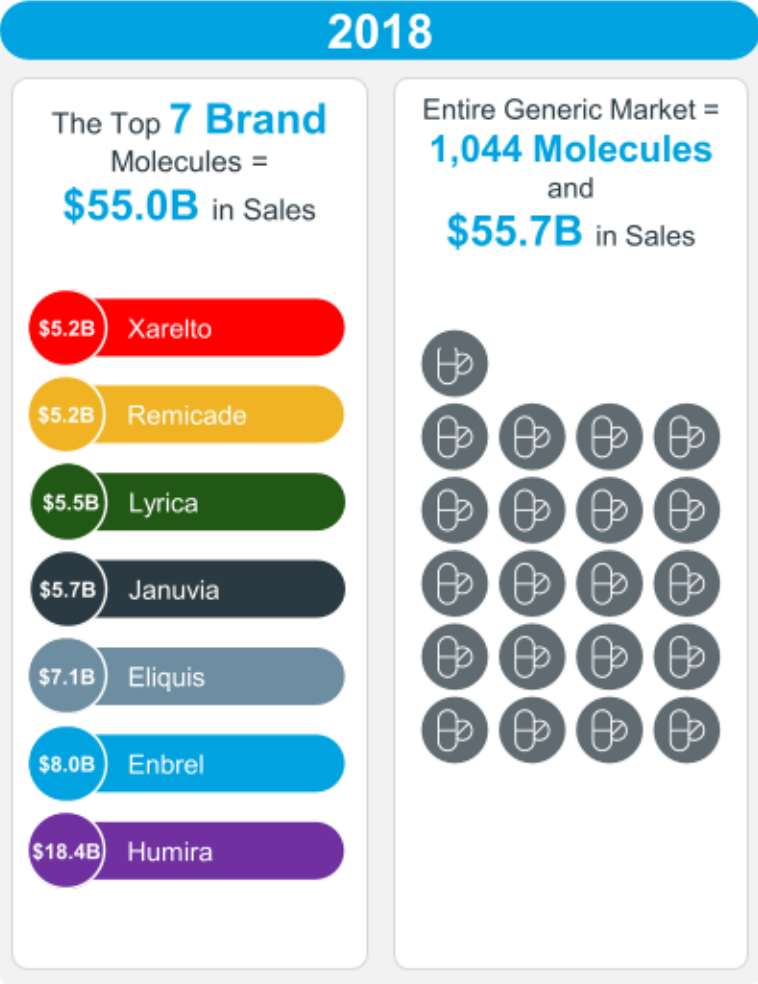 2018
The Top 7 Brand
Molecules =
$55.0B in Sales
$5.2B Xarelto
$5.2B Remicade
$5.5B Lyrica
$5.7B Januvia
$7.1B Eliquis
$8.0B Enbrel
$18.4B Humira
Entire Generic Market =
1,044 Molecules
and
$55.7B in Sales